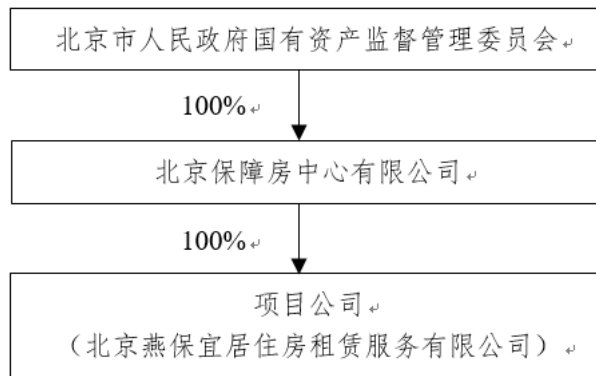 北京市人民政府国有资产监督管理委员会
100%
北京保障房中心有限公司
100%
项目公司
（北京燕保宜居住房租赁服务有限公司）